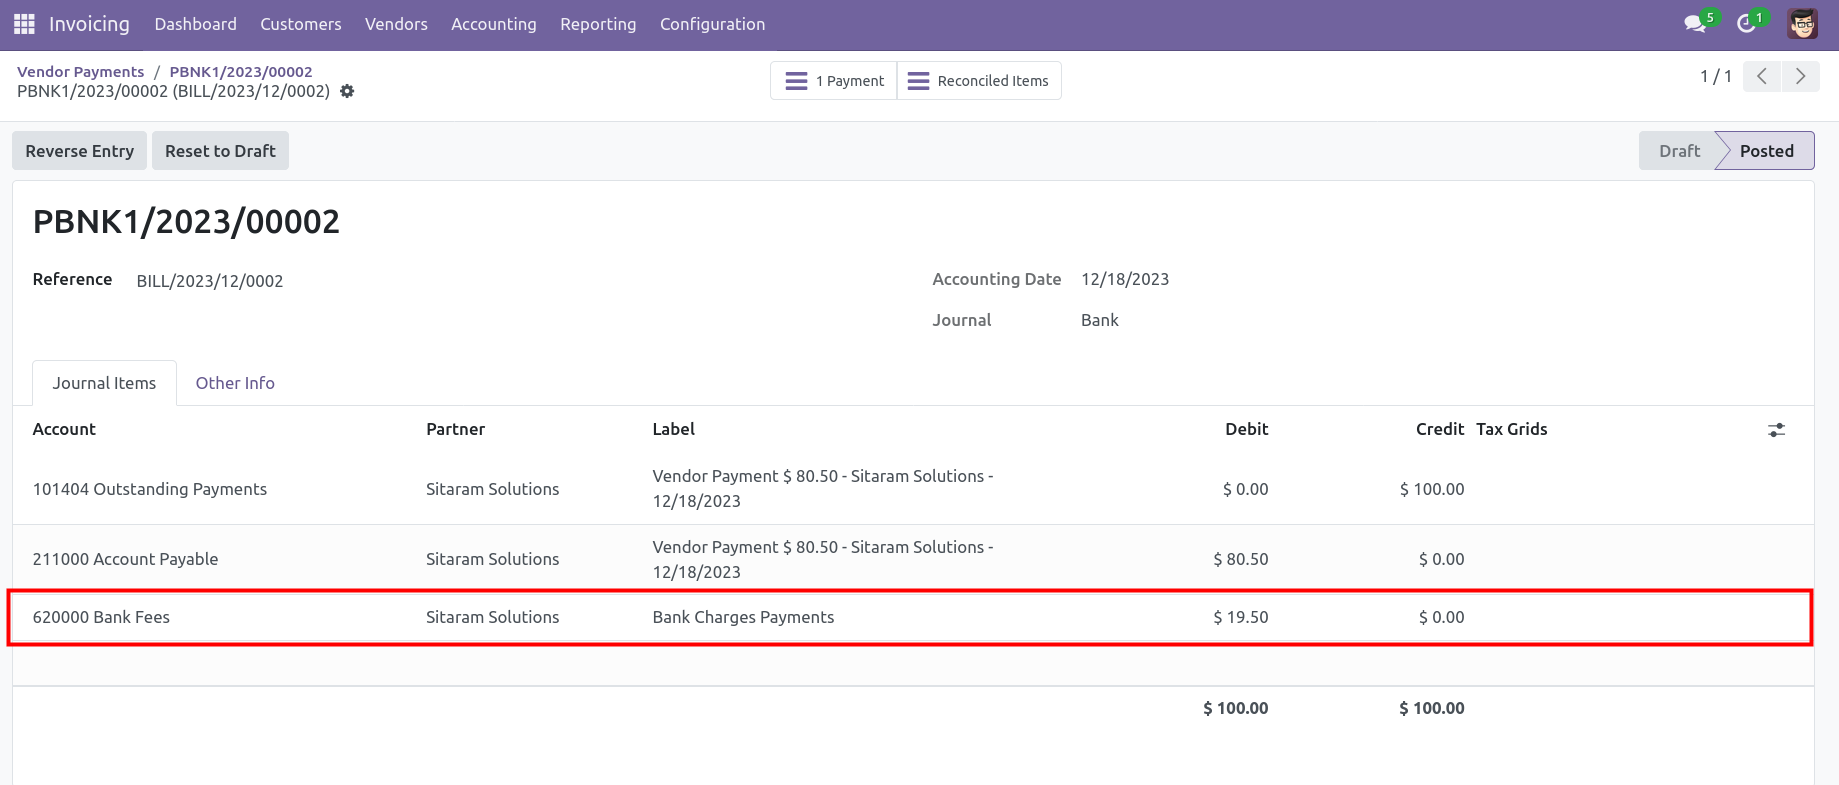 Invoicing Dashboard Customers Vendors Accounting Reporting Configuration 5 1
Vendor Payments / PBNK1/2023/00002
PBNK1/2023/00002 (BILL/2023/12/0002)
1 Payment Reconciled Items
1 / 1
Reverse Entry Reset to Draft Draft Posted
PBNK1/2023/00002
Reference BILL/2023/12/0002 Accounting Date 12/18/2023
Journal Bank
Journal Items Other Info
Account Partner Label Debit Credit Tax Grids
101404 Outstanding Payments Sitaram Solutions Vendor Payment $ 80.50 - Sitaram Solutions -
12/18/2023 $ 0.00 $ 100.00
211000 Account Payable Sitaram Solutions Vendor Payment $ 80.50 - Sitaram Solutions -
12/18/2023 $ 80.50 $ 0.00
620000 Bank Fees Sitaram Solutions Bank Charges Payments $ 19.50 $ 0.00
$ 100.00 $ 100.00